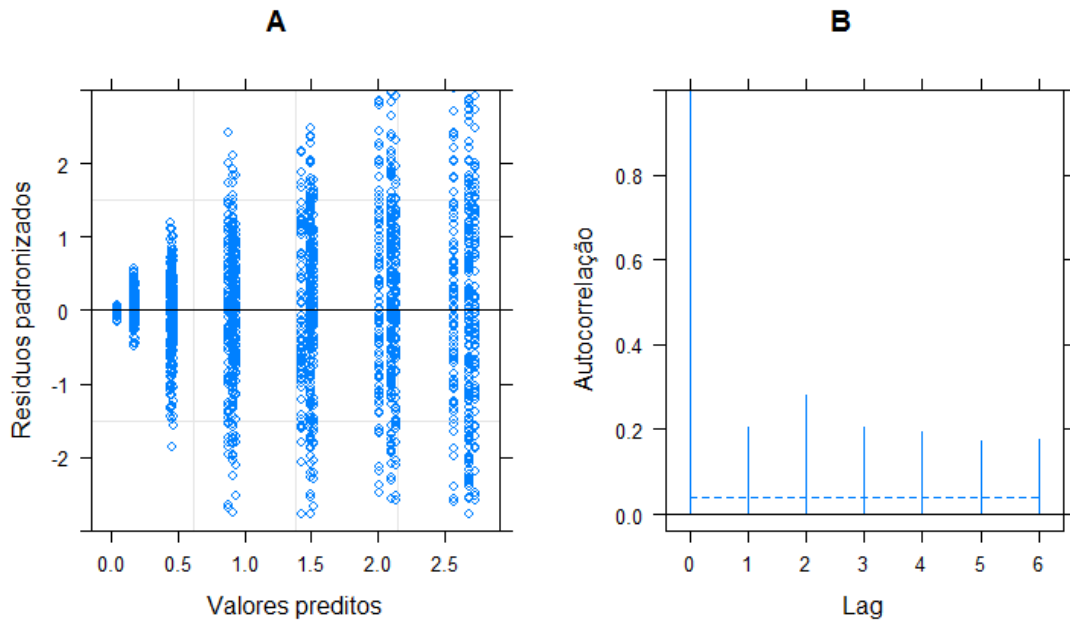 A
Residuos padronizados
2
1
0
-1
-2
0.0 0.5 1.0 1.5 2.0 2.5
Valores preditos
B
Autocorrelação
0.8
0.6
0.4
0.2
0.0
0 1 2 3 4 5 6
Lag